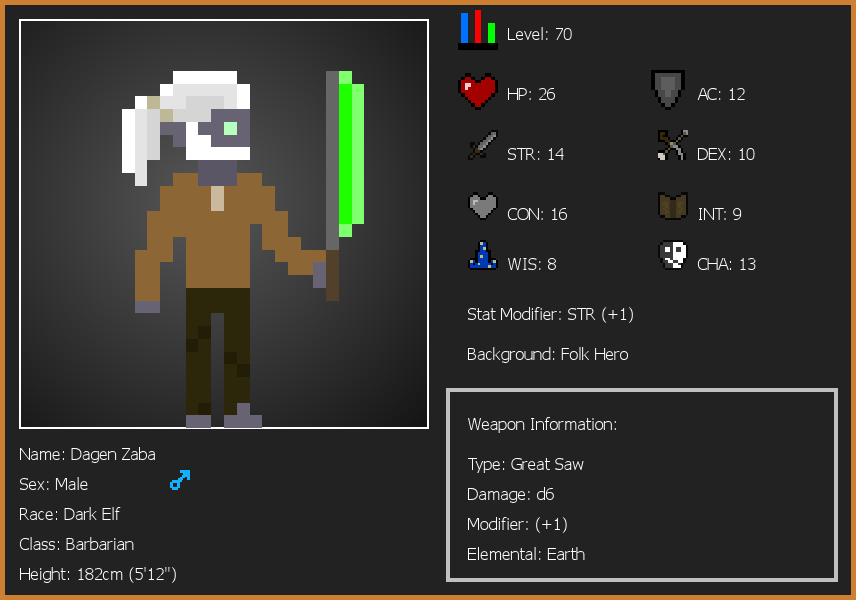 Level: 70
HP: 26
AC: 12
STR: 14
DEX: 10
CON: 16
INT: 9
WIS: 8
CHA: 13
Stat Modifier: STR (+1)
Background: Folk Hero
Weapon Information:
Type: Great Saw
Damage: d6
Modifier: (+1)
Elemental: Earth
Name: Dagen Zaba
Sex: Male
Race: Dark Elf
Class: Barbarian
Height: 182cm (5'12")